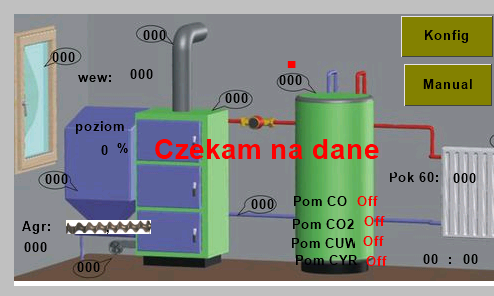 000
Konfig
000
wew: 000
000
Manual
000
poziom
0 %
Czekam na dane
000
Pok 60: 000
000
Pom CO Off
Agr:
Pom CO2 Off
000
Pom CUW Off
000
Pom CYR Off
00 : 00